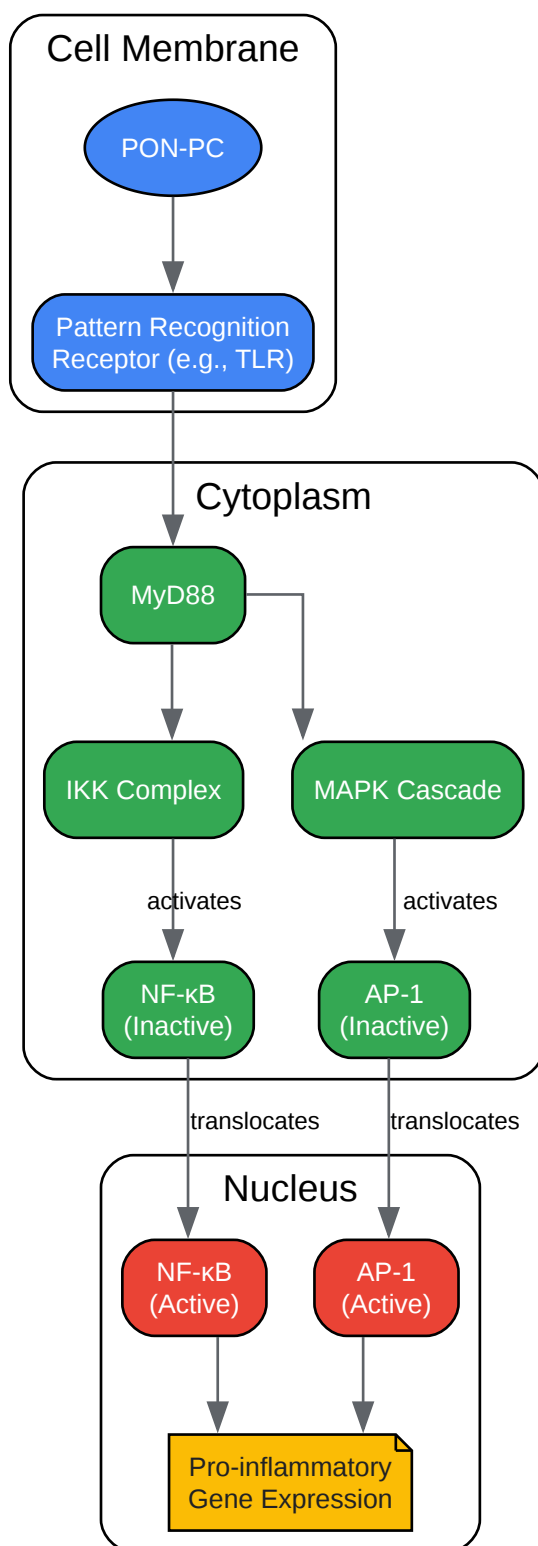 Cell Membrane
PON-PC
Pattern Recognition
Receptor (e.g., TLR)
Cytoplasm
MyD88
IKK Complex
MAPK Cascade
activates
activates
NF-κB
(Inactive)
AP-1
(Inactive)
translocates
translocates
Nucleus
NF-κB
(Active)
AP-1
(Active)
Pro-inflammatory
Gene Expression